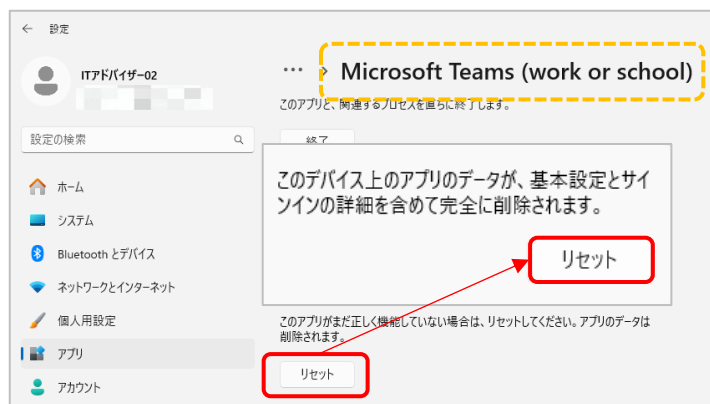 ← 設定
ITアドバイザー-02
設定の検索
ホーム
システム
Bluetooth とデバイス
ネットワークとインターネット
個人用設定
アプリ
アカウント
… › Microsoft Teams (work or school)
このアプリと、関連するプロセスを直ちに終了します。
終了
このデバイス上のアプリのデータが、基本設定とサイ
ンインの詳細を含めて完全に削除されます。
リセット
このアプリがまだ正しく機能していない場合は、リセットしてください。アプリのデータは
削除されます。
リセット